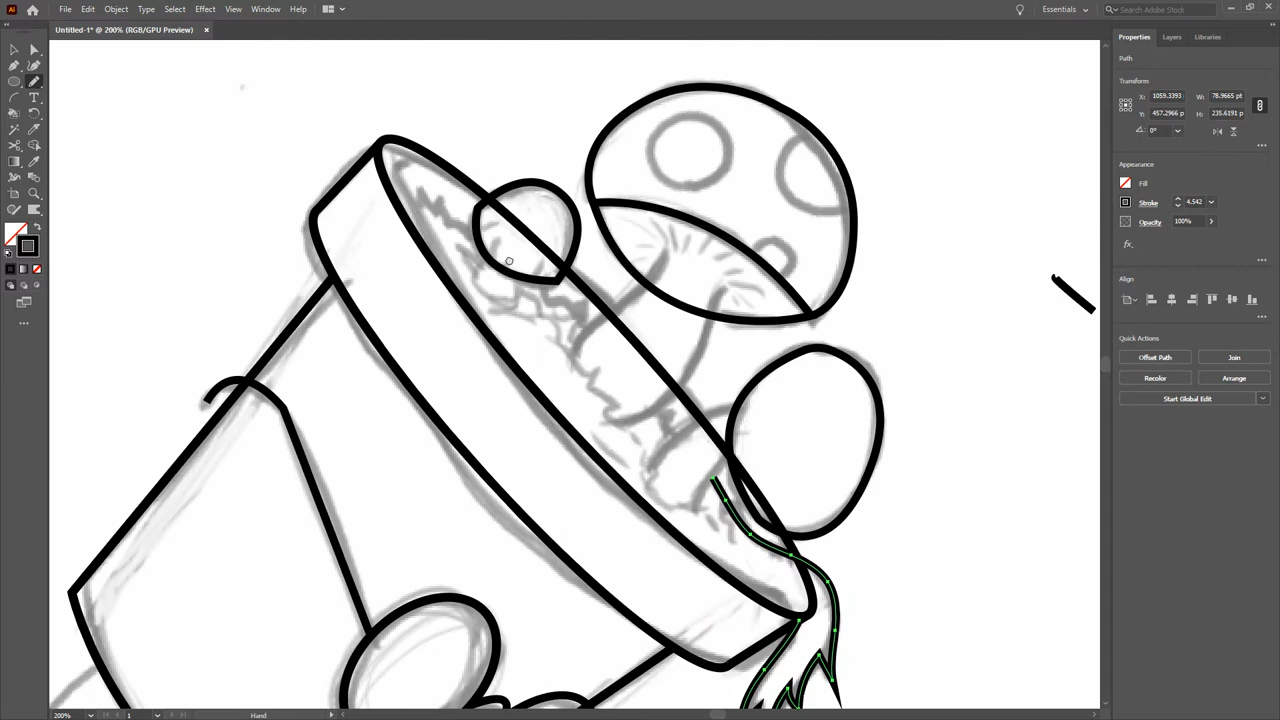 Ai File Edit Object Type Select Effect View Window Help Essentials Search Adobe Stock
Untitled-1* @ 200% (RGB/GPU Preview) ×
Properties Layers Libraries
Path
Transform
X: 1059.3393 W: 78.9665 pt
Y: 457.2966 p H: 235.6191 p
0°
Appearance
Fill
Stroke 4.542
Opacity 100%
fx
Align
Quick Actions
Offset Path Join
Recolor Arrange
Start Global Edit
200% 1 Hand